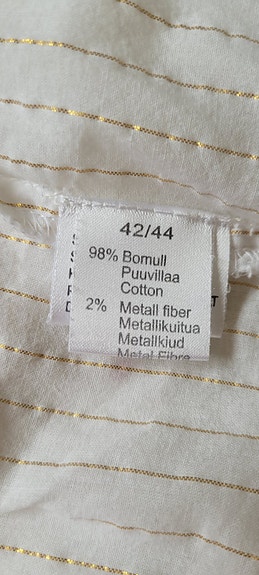 42/44
98% Bomull
Puuvillaa
Cotton
2% Metall fiber
Metallikuitua
Metallkiud
Metal Fibre